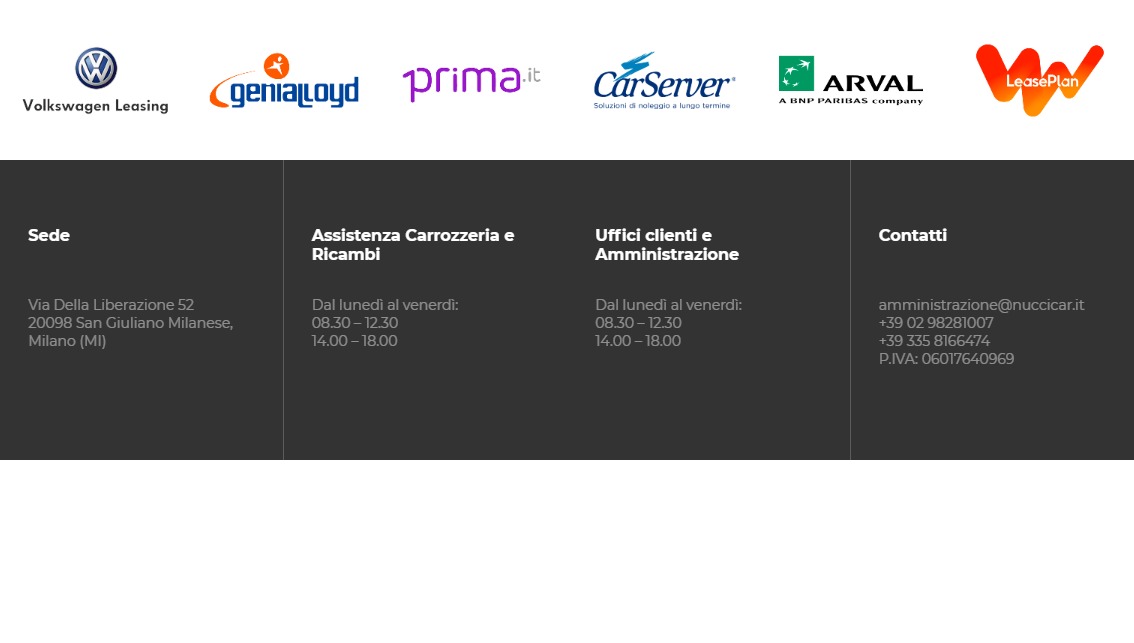 Volkswagen Leasing
genialloyd
prima.it
CarServer
Soluzioni di noleggio a lungo termine
ARVAL
A BNP PARIBAS company
LeasePlan
Sede
Via Della Liberazione 52
20098 San Giuliano Milanese,
Milano (MI)
Assistenza Carrozzeria e
Ricambi
Dal lunedì al venerdì:
08.30 – 12.30
14.00 – 18.00
Uffici clienti e
Amministrazione
Dal lunedì al venerdì:
08.30 – 12.30
14.00 – 18.00
Contatti
amministrazione@nuccicar.it
+39 02 98281007
+39 335 8166474
P.IVA: 06017640969